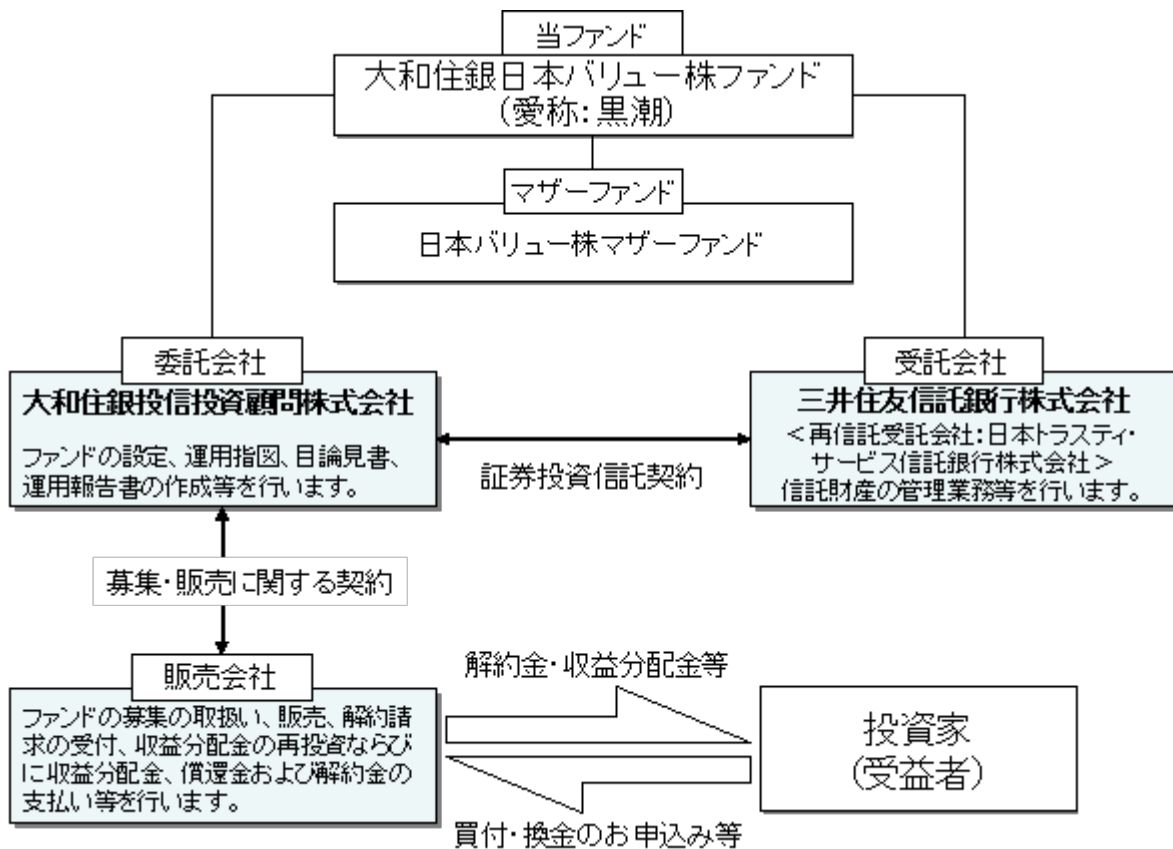 当ファンド
大和住銀日本バリュー株ファンド
(愛称:黒潮)
マザーファンド
日本バリュー株マザーファンド
委託会社
大和住銀投信投資顧問株式会社
ファンドの設定、運用指図、目論見書、
運用報告書の作成等を行います。
証券投資信託契約
受託会社
三井住友信託銀行株式会社
<再信託受託会社:日本トラスティ・
サービス信託銀行株式会社>
信託財産の管理業務等を行います。
募集・販売に関する契約
販売会社
ファンドの募集の取扱い、販売、解約請
求の受付、収益分配金の再投資ならび
に収益分配金、償還金および解約金の
支払い等を行います。
解約金・収益分配金等
買付・換金のお申込み等
投資家
(受益者)